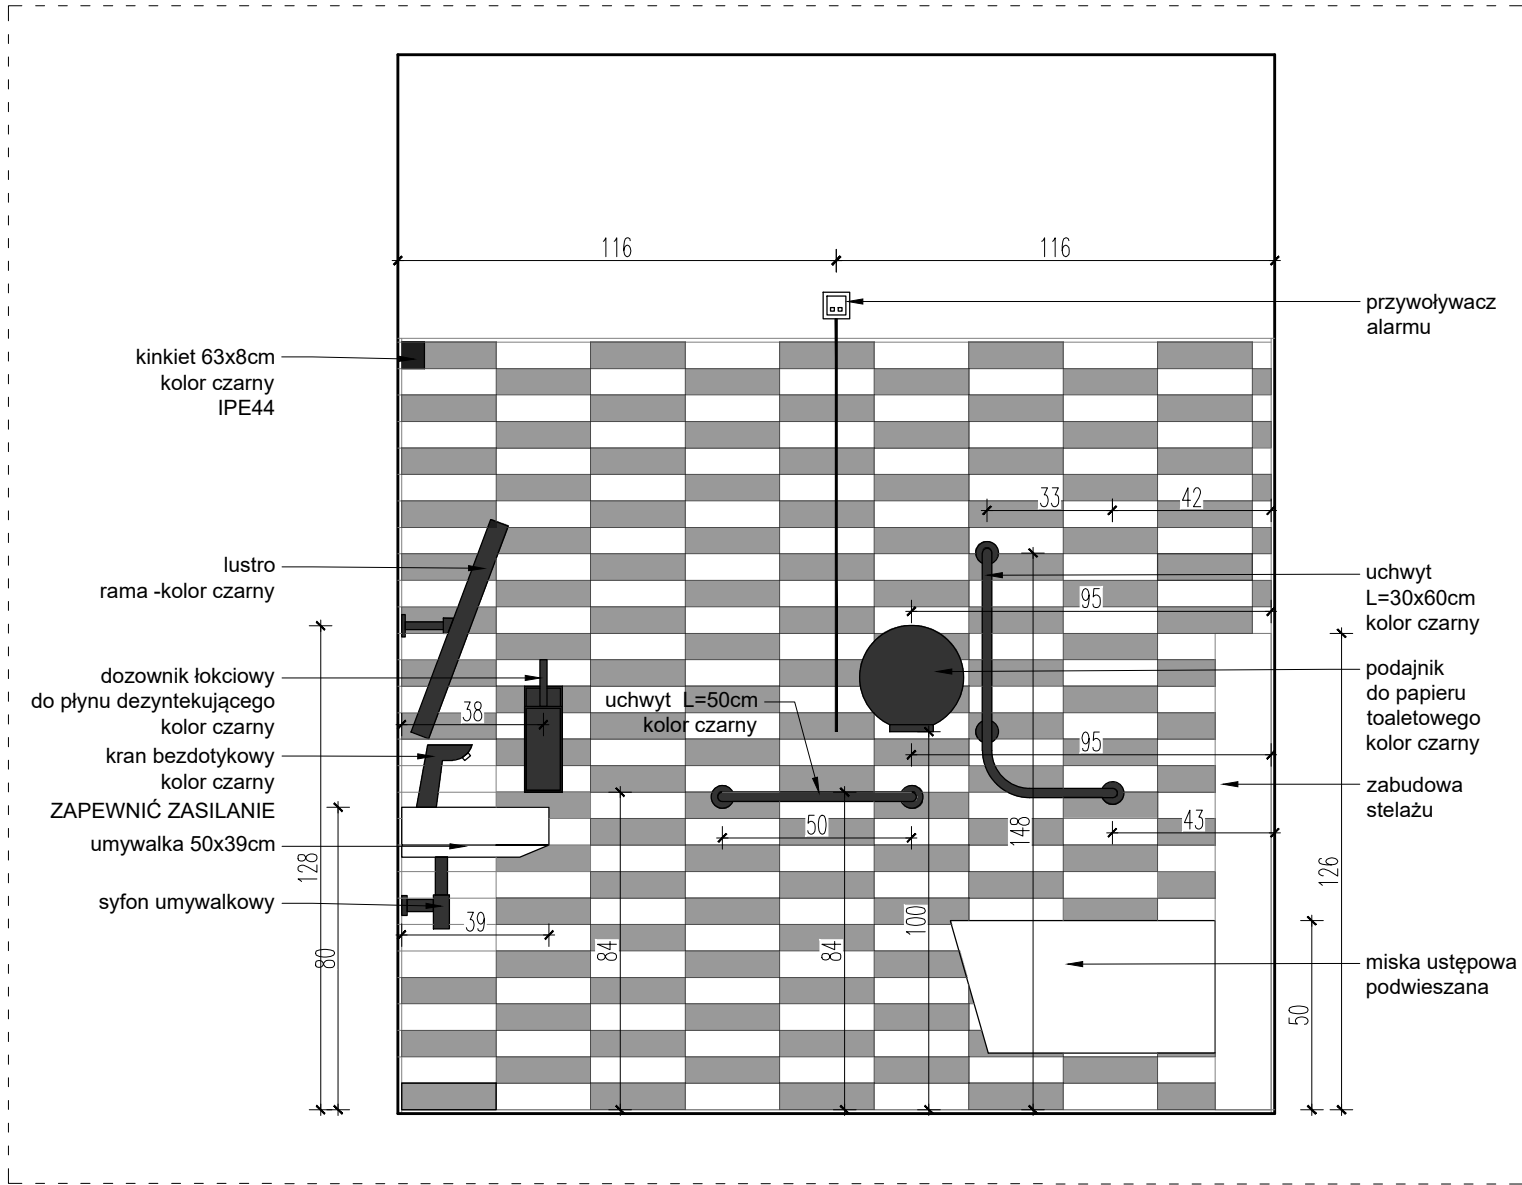 116
116
przywoływacz
alarmu
kinkiet 63x8cm
kolor czarny
IPE44
33
42
lustro
rama -kolor czarny
uchwyt
L=30x60cm
kolor czarny
95
dozownik łokciowy
do płynu dezyntekującego
kolor czarny
38
uchwyt L=50cm
kolor czarny
podajnik
do papieru
toaletowego
kolor czarny
95
kran bezdotykowy
kolor czarny
ZAPEWNIĆ ZASILANIE
zabudowa
stelażu
umywalka 50x39cm
50
148
43
128
126
syfon umywalkowy
39
100
80
84
84
miska ustępowa
podwieszana
50